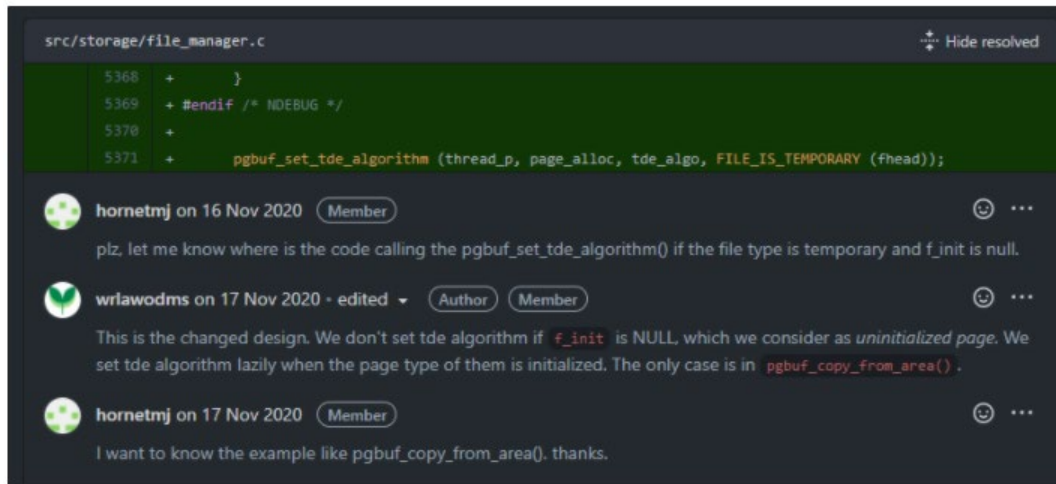 src/storage/file_manager.c Hide resolved
5368 + }
5369 + #endif /* NDEBUG */
5370 +
5371 + pgbuf_set_tde_algorithm (thread_p, page_alloc, tde_algo, FILE_IS_TEMPORARY (fhead));
hornetmj on 16 Nov 2020 Member
plz, let me know where is the code calling the pgbuf_set_tde_algorithm() if the file type is temporary and f_init is null.
wrlawodms on 17 Nov 2020 • edited Author Member
This is the changed design. We don't set tde algorithm if f_init is NULL, which we consider as uninitialized page. We
set tde algorithm lazily when the page type of them is initialized. The only case is in pgbuf_copy_from_area() .
hornetmj on 17 Nov 2020 Member
I want to know the example like pgbuf_copy_from_area(). thanks.